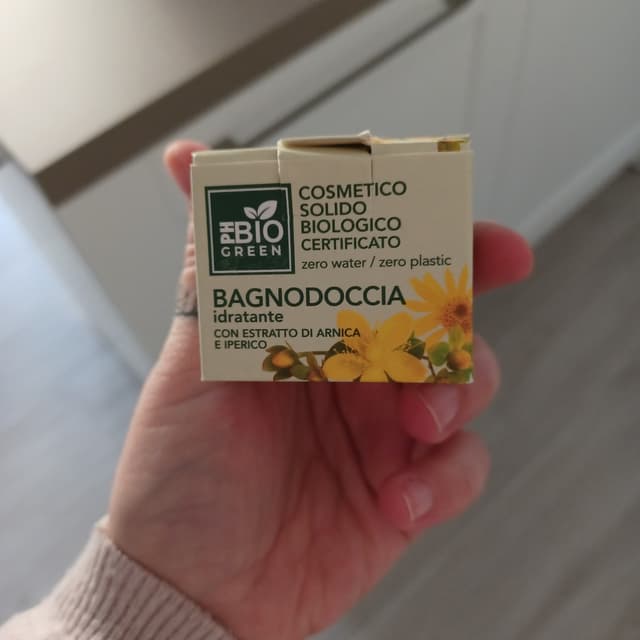 PH BIO
GREEN
COSMETICO
SOLIDO
BIOLOGICO
CERTIFICATO
zero water / zero plastic
BAGNODOCCIA
idratante
CON ESTRATTO DI ARNICA
E IPERICO